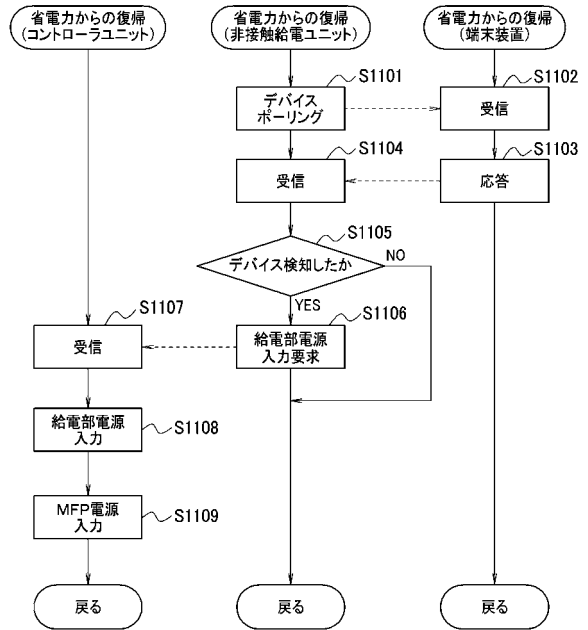 省電力からの復帰
(コントローラユニット)
省電力からの復帰
(非接触給電ユニット)
省電力からの復帰
(端末装置)
S1101
デバイス
ポーリング
S1102
受信
S1104
受信
S1103
応答
S1105
デバイス検知したか
NO
YES
S1107
受信
S1106
給電部電源
入力要求
給電部電源
入力
S1108
MFP電源
入力
S1109
戻る
戻る
戻る